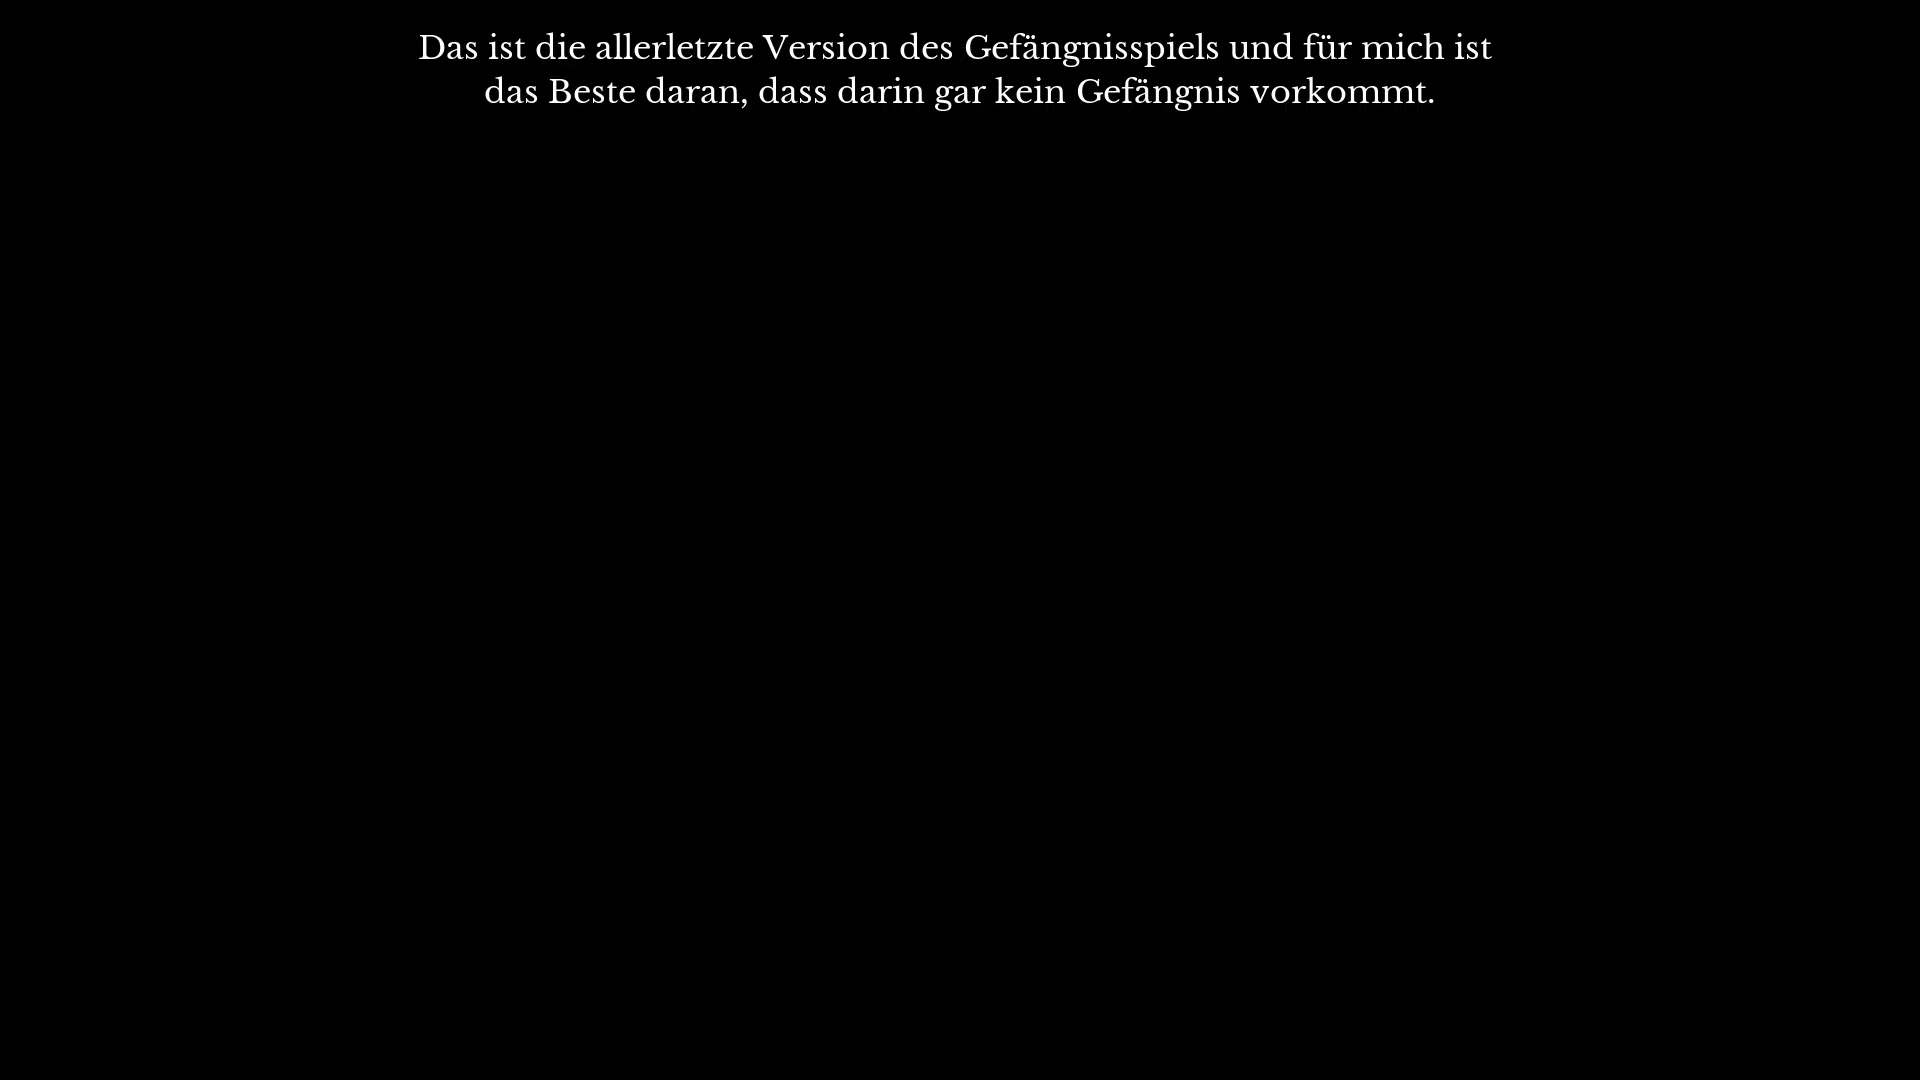 Das ist die allerletzte Version des Gefängnisspiels und für mich ist
das Beste daran, dass darin gar kein Gefängnis vorkommt.